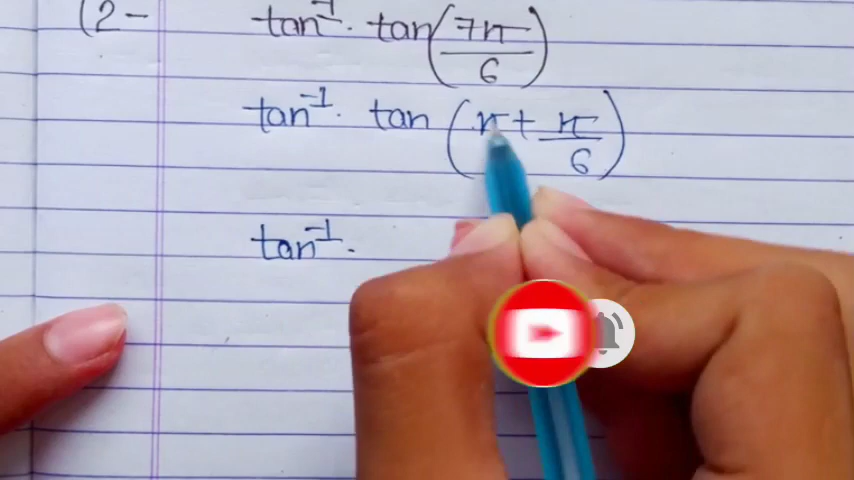 (2- tan⁻¹. tan(7π/6)
tan⁻¹. tan (π + π/6)
tan⁻¹.